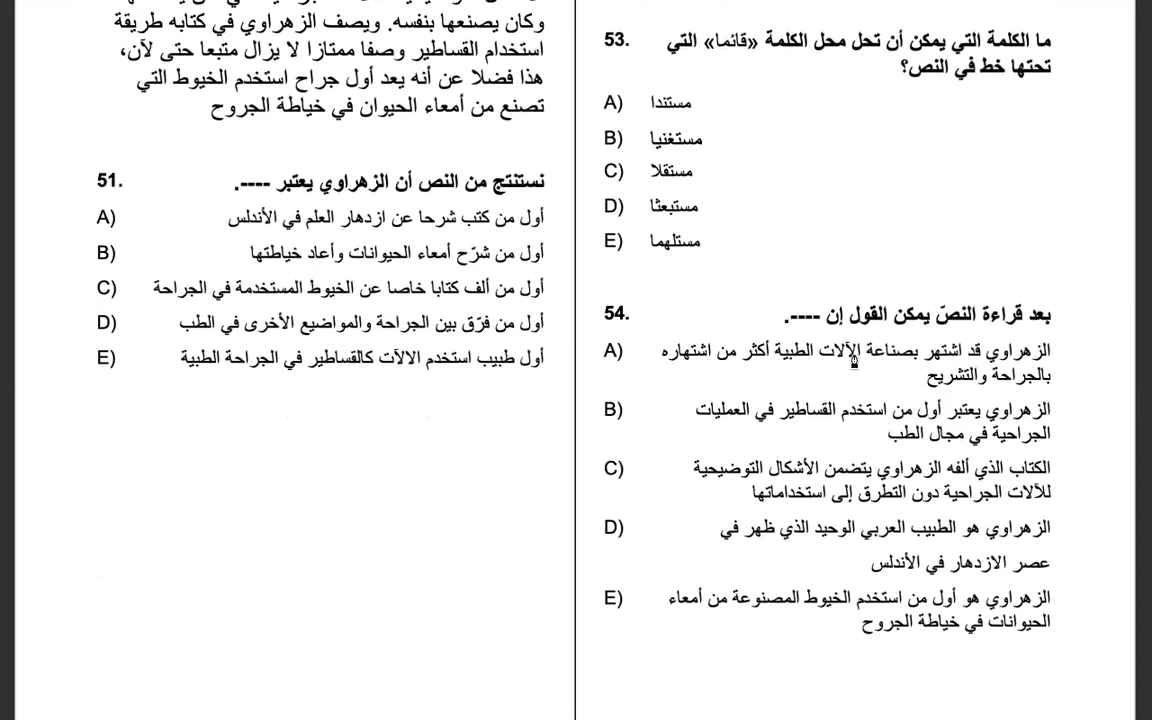 وكان يصنعها بنفسه. ويصف الزهراوي في كتابه طريقة
استخدام القساطير وصفا ممتازا لا يزال متبعا حتى لآن،
هذا فضلا عن أنه يعد أول جراح استخدم الخيوط التي
تصنع من أمعاء الحيوان في خياطة الجروح
51. نستنتج من النص أن الزهراوي يعتبر ----.
A) أول من كتب شرحا عن ازدهار العلم في الأندلس
B) أول من شرّح أمعاء الحيوانات وأعاد خياطتها
C) أول من ألف كتابا خاصا عن الخيوط المستخدمة في الجراحة
D) أول من فرّق بين الجراحة والمواضيع الأخرى في الطب
E) أول طبيب استخدم الالآت كالقساطير في الجراحة الطبية
53. ما الكلمة التي يمكن أن تحل محل الكلمة «قائما» التي
تحتها خط في النص؟
A) مستندا
B) مستغنيا
C) مستقلا
D) مستبعثا
E) مستلهما
54. بعد قراءة النصّ يمكن القول إن ----.
A) الزهراوي قد اشتهر بصناعة الآلات الطبية أكثر من اشتهاره
بالجراحة والتشريح
B) الزهراوي يعتبر أول من استخدم القساطير في العمليات
الجراحية في مجال الطب
C) الكتاب الذي ألفه الزهراوي يتضمن الأشكال التوضيحية
للآلات الجراحية دون التطرق إلى استخداماتها
D) الزهراوي هو الطبيب العربي الوحيد الذي ظهر في
عصر الازدهار في الأندلس
E) الزهراوي هو أول من استخدم الخيوط المصنوعة من أمعاء
الحيوانات في خياطة الجروح